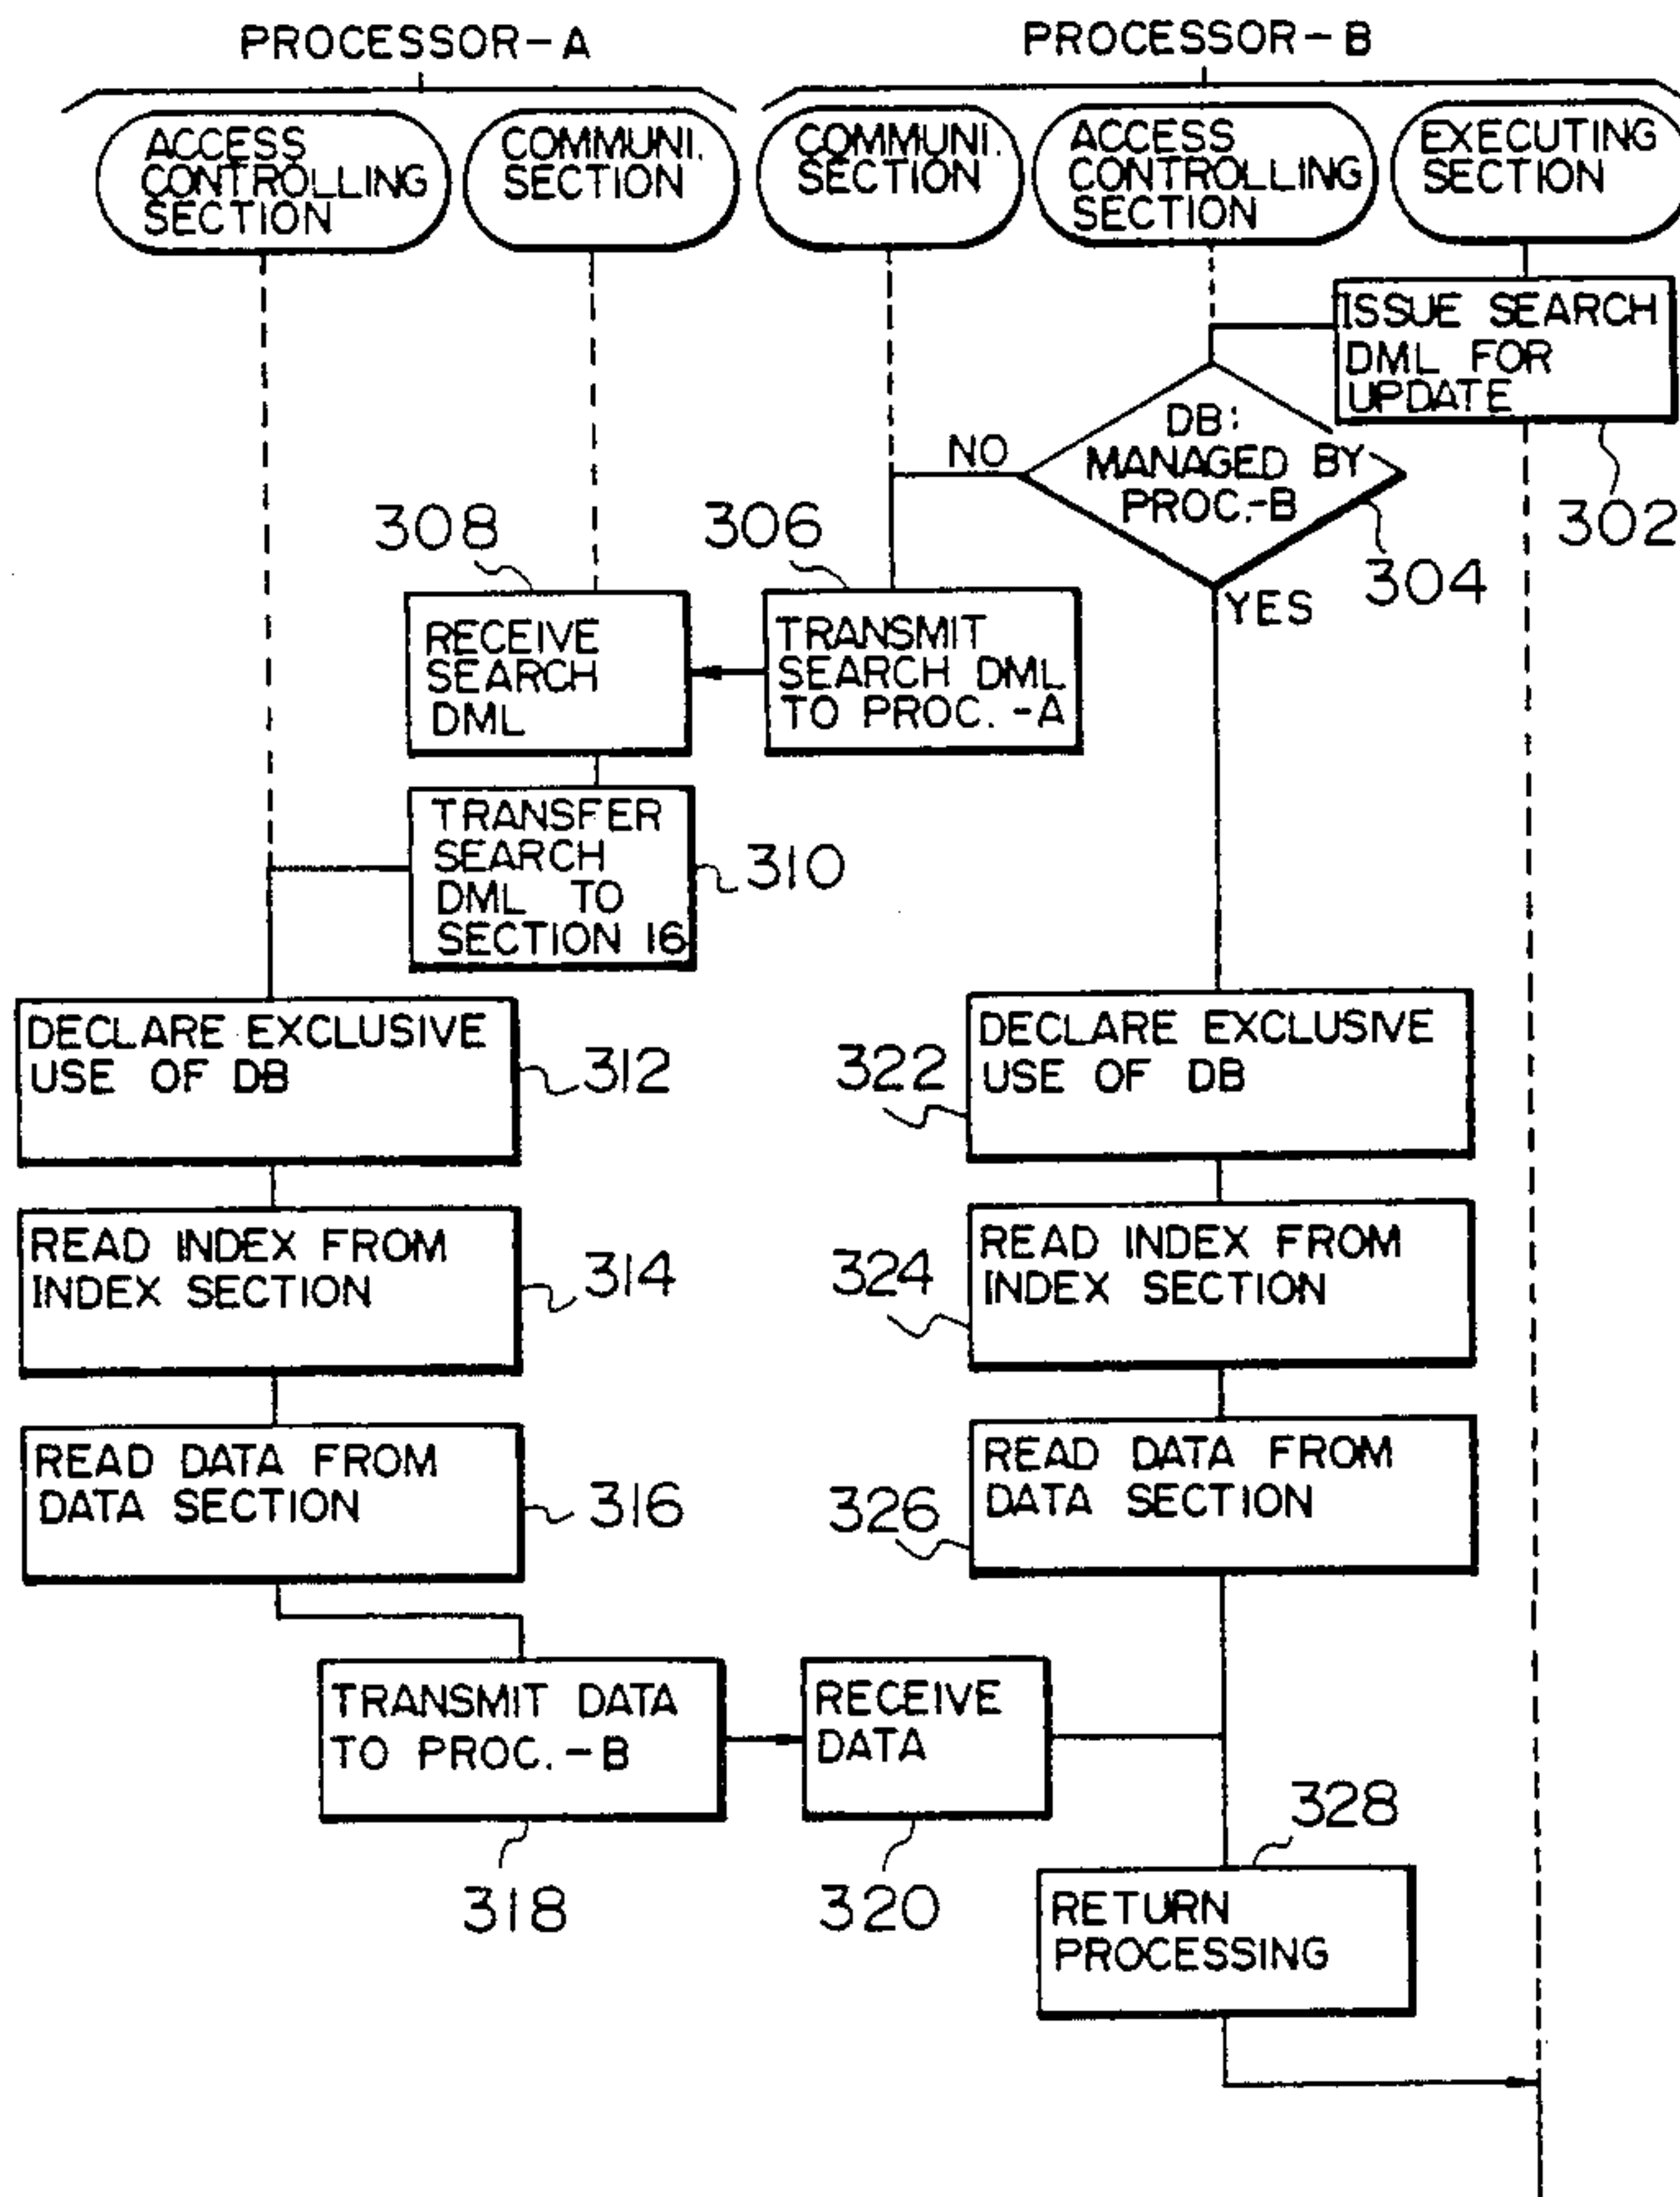 PROCESSOR-A
PROCESSOR-B
ACCESS
CONTROLLING
SECTION
COMMUNI.
SECTION
COMMUNI.
SECTION
ACCESS
CONTROLLING
SECTION
EXECUTING
SECTION
ISSUE SEARCH
DML FOR
UPDATE
302
DB:
MANAGED BY
PROC.-B
304
NO
YES
306
TRANSMIT
SEARCH DML
TO PROC.-A
308
RECEIVE
SEARCH
DML
TRANSFER
SEARCH
DML TO
SECTION 16
310
DECLARE EXCLUSIVE
USE OF DB
312
322
DECLARE EXCLUSIVE
USE OF DB
READ INDEX FROM
INDEX SECTION
314
324
READ INDEX FROM
INDEX SECTION
READ DATA FROM
DATA SECTION
316
326
READ DATA FROM
DATA SECTION
TRANSMIT DATA
TO PROC.-B
318
RECEIVE
DATA
320
328
RETURN
PROCESSING